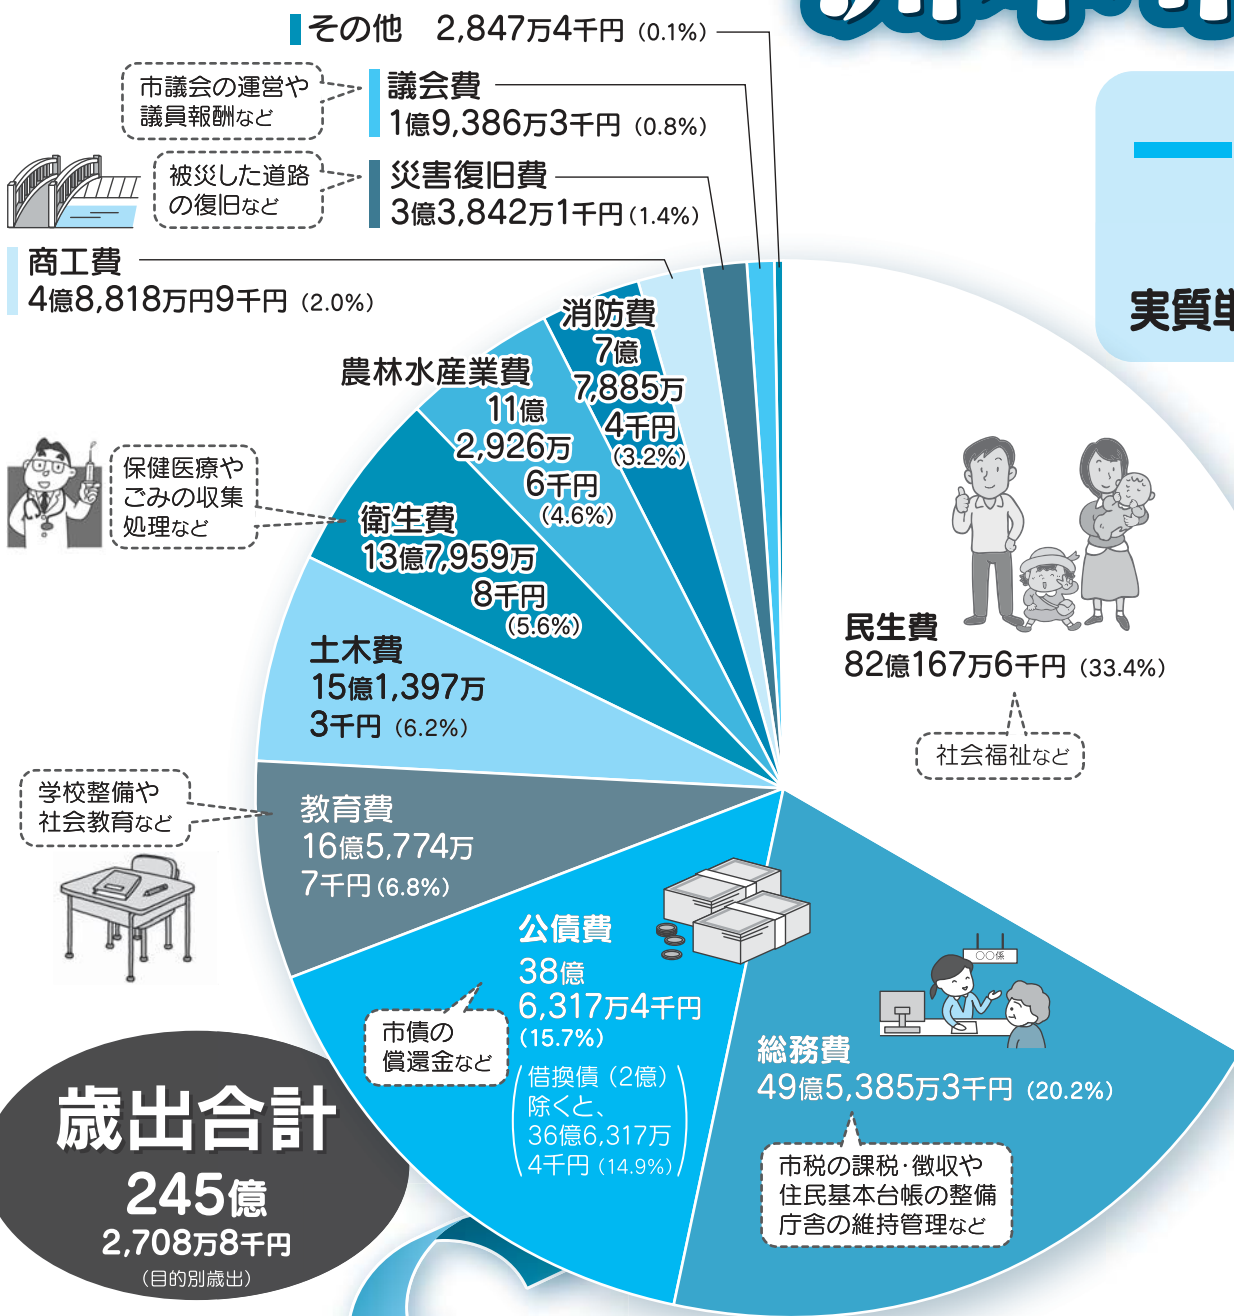 その他 2,847万4千円 (0.1%)
市議会の運営や
議員報酬など
議会費
1億9,386万3千円 (0.8%)
被災した道路
の復旧など
災害復旧費
3億3,842万1千円 (1.4%)
商工費
4億8,818万円9千円 (2.0%)
実質単
消防費
7億
7,885万
4千円
(3.2%)
農林水産業費
11億
2,926万
6千円
(4.6%)
保健医療や
ごみの収集
処理など
衛生費
13億7,959万
8千円
(5.6%)
土木費
15億1,397万
3千円 (6.2%)
民生費
82億167万6千円 (33.4%)
社会福祉など
学校整備や
社会教育など
教育費
16億5,774万
7千円 (6.8%)
公債費
38億
6,317万4千円
(15.7%)
市債の
償還金など
借換債 (2億)
除くと、
36億6,317万
4千円 (14.9%)
〇〇係
総務費
49億5,385万3千円 (20.2%)
市税の課税・徴収や
住民基本台帳の整備
庁舎の維持管理など
歳出合計
245億
2,708万8千円
(目的別歳出)